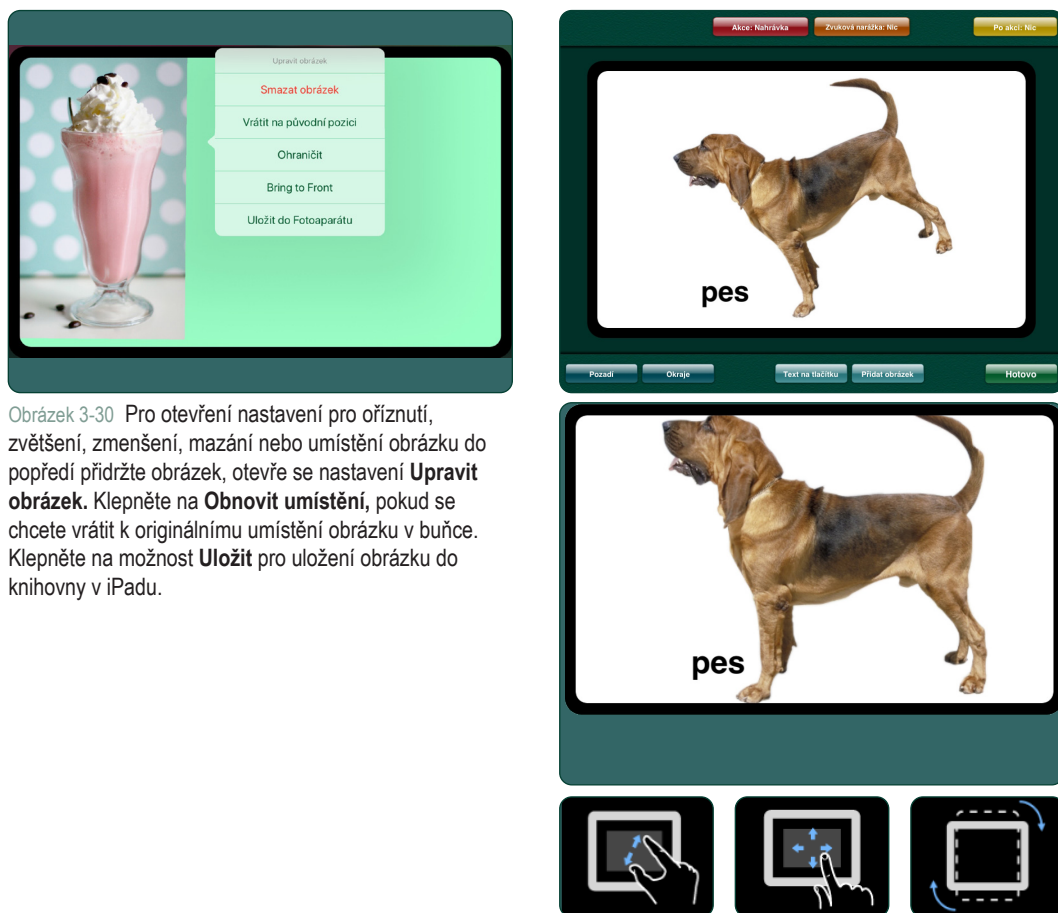 Upravit obrázek
Smazat obrázek
Vrátit na původní pozici
Ohraničit
Bring to Front
Uložit do Fotoaparátu
Obrázek 3-30 Pro otevření nastavení pro oříznutí,
zvětšení, zmenšení, mazání nebo umístění obrázku do
popředí přidržte obrázek, otevře se nastavení Upravit
obrázek. Klepněte na Obnovit umístění, pokud se
chcete vrátit k originálnímu umístění obrázku v buňce.
Klepněte na možnost Uložit pro uložení obrázku do
knihovny v iPadu.
Akce: Nahrávka Zvuková narážka: Nic Po akci: Nic
pes
Pozadí Okraje Text na tlačítku Přidat obrázek Hotovo
pes